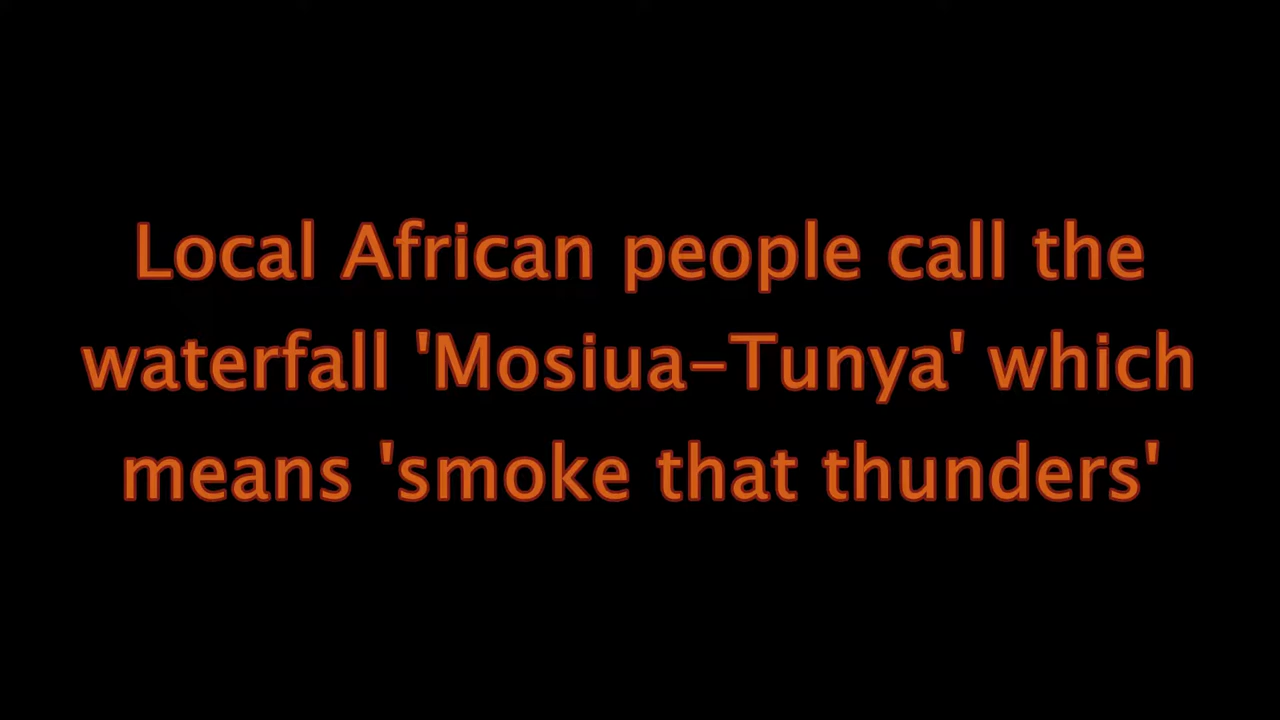 Local African people call the
waterfall 'Mosiua-Tunya' which
means 'smoke that thunders'